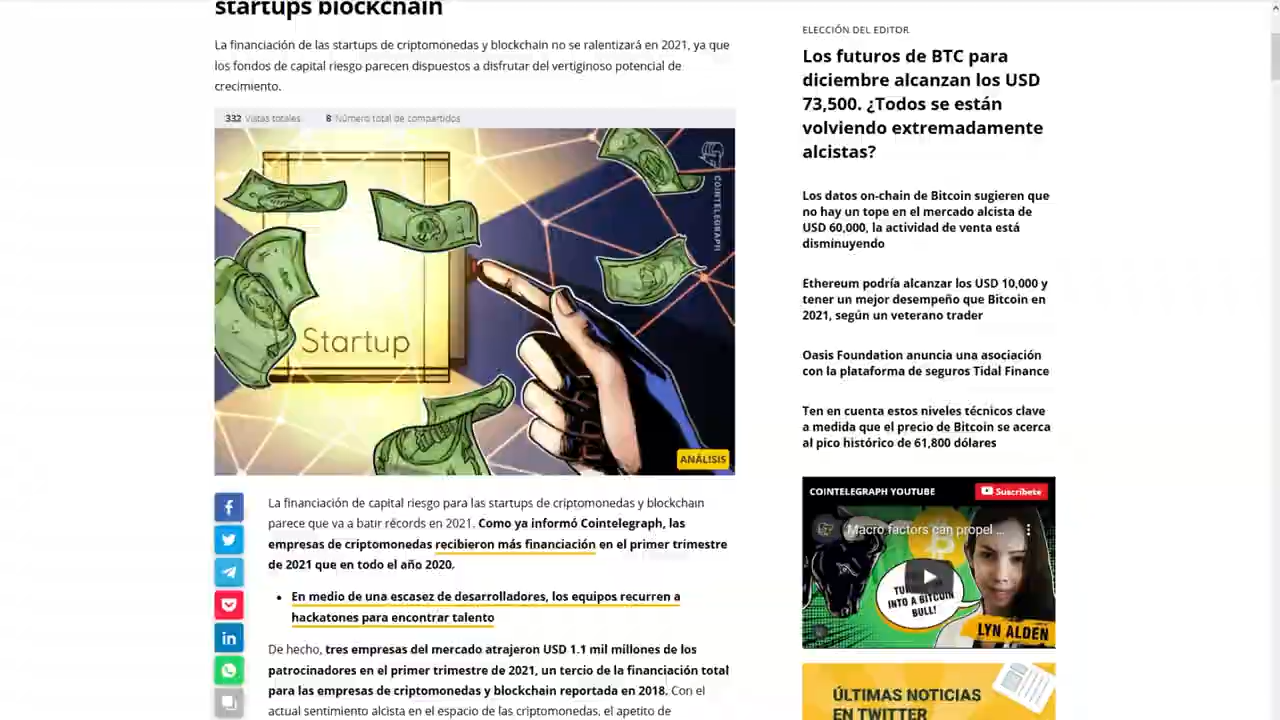 startups blockchain
La financiación de las startups de criptomonedas y blockchain no se ralentizará en 2021, ya que
los fondos de capital riesgo parecen dispuestos a disfrutar del vertiginoso potencial de
crecimiento.
332 Vistas totales
8 Número total de compartidos
COINTELEGRAPH
Startup
ANÁLISIS
La financiación de capital riesgo para las startups de criptomonedas y blockchain
parece que va a batir récords en 2021. Como ya informó Cointelegraph, las
empresas de criptomonedas recibieron más financiación en el primer trimestre
de 2021 que en todo el año 2020.
• En medio de una escasez de desarrolladores, los equipos recurren a
hackatones para encontrar talento
De hecho, tres empresas del mercado atrajeron USD 1.1 mil millones de los
patrocinadores en el primer trimestre de 2021, un tercio de la financiación total
para las empresas de criptomonedas y blockchain reportada en 2018. Con el
actual sentimiento alcista en el espacio de las criptomonedas, el apetito de
ELECCIÓN DEL EDITOR
Los futuros de BTC para
diciembre alcanzan los USD
73,500. ¿Todos se están
volviendo extremadamente
alcistas?
Los datos on-chain de Bitcoin sugieren que
no hay un tope en el mercado alcista de
USD 60,000, la actividad de venta está
disminuyendo
Ethereum podría alcanzar los USD 10,000 y
tener un mejor desempeño que Bitcoin en
2021, según un veterano trader
Oasis Foundation anuncia una asociación
con la plataforma de seguros Tidal Finance
Ten en cuenta estos niveles técnicos clave
a medida que el precio de Bitcoin se acerca
al pico histórico de 61,800 dólares
COINTELEGRAPH YOUTUBE
Suscríbete
Macro factors can propel ...
INTO A BITCOIN
BULL!
LYN ALDEN
ÚLTIMAS NOTICIAS
EN TWITTER